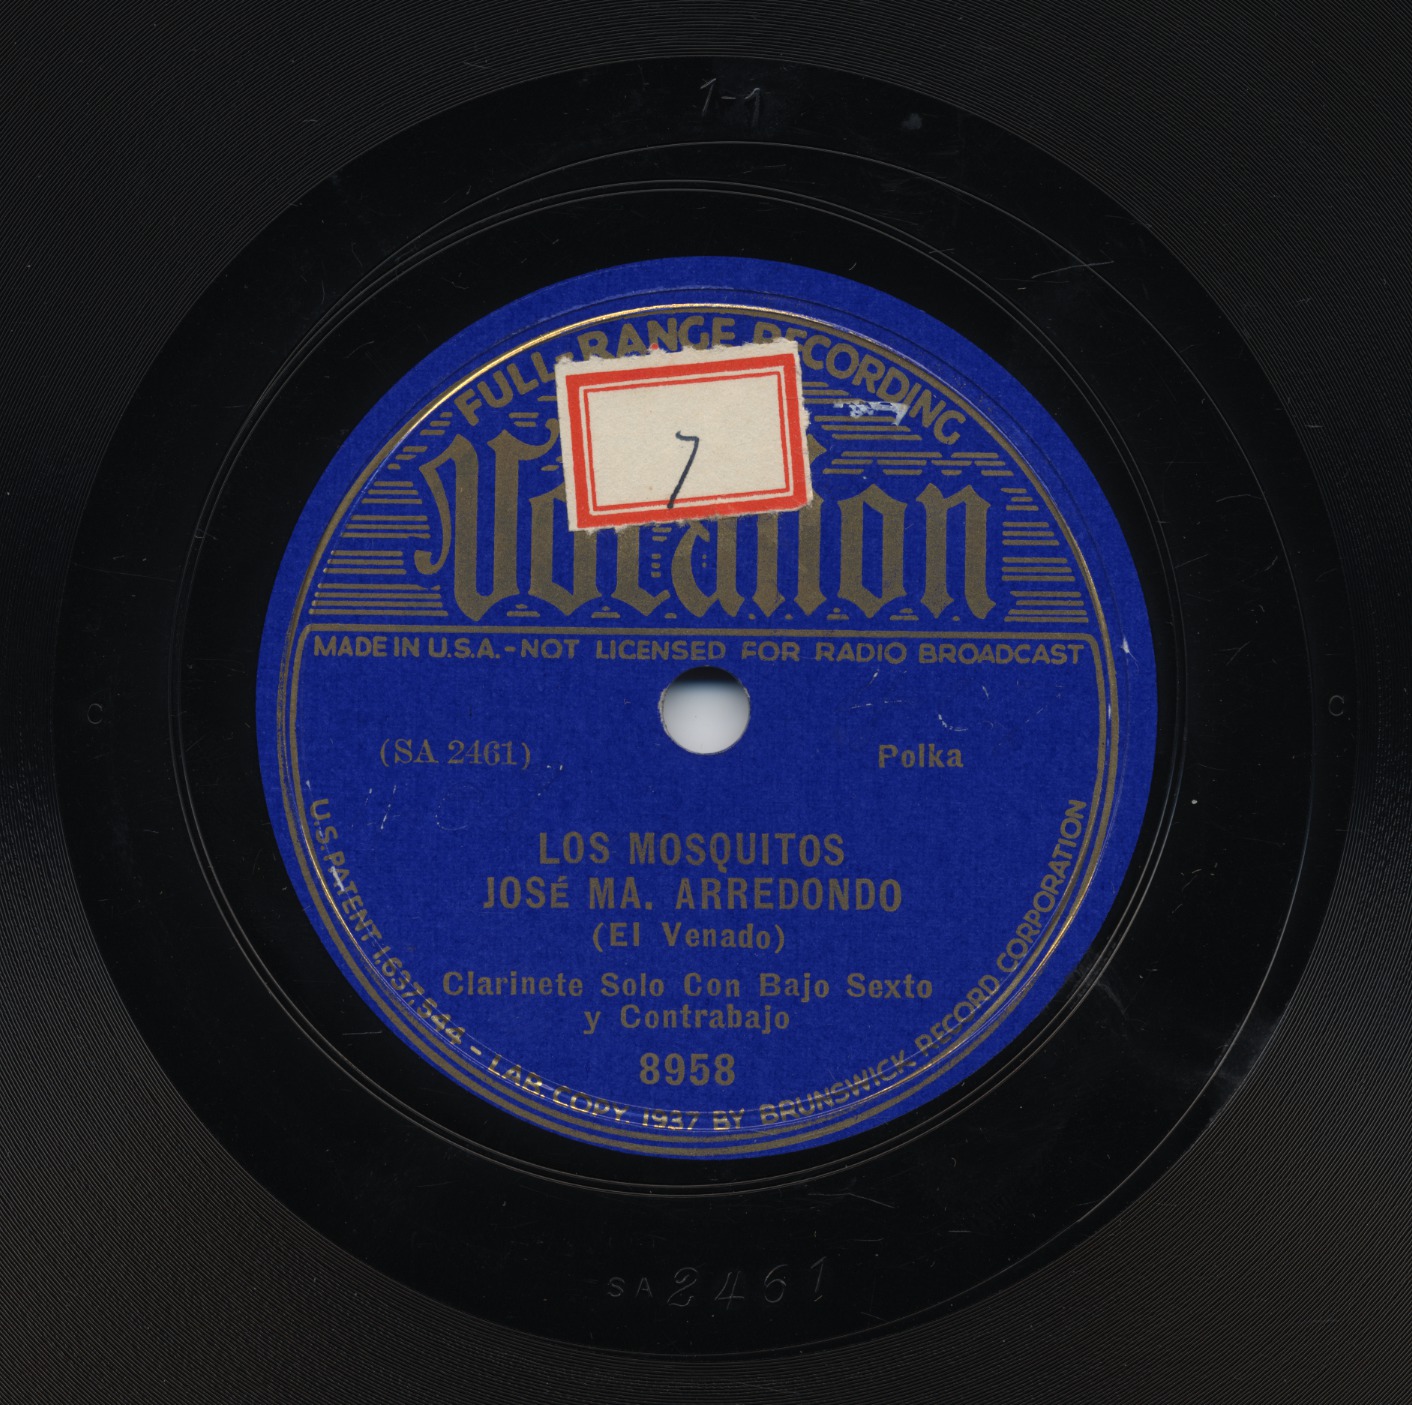 1-1
FULL-RANGE RECORDING
7
Vocalion
MADE IN U.S.A.-NOT LICENSED FOR RADIO BROADCAST
C
C
(SA 2461)
Polka
LOS MOSQUITOS
JOSÉ MA. ARREDONDO
(El Venado)
Clarinete Solo Con Bajo Sexto
y Contrabajo
8958
U.S. PATENT 1,637,544 - LAB. COPY. 1937 BY BRUNSWICK RECORD CORPORATION
SA 2461